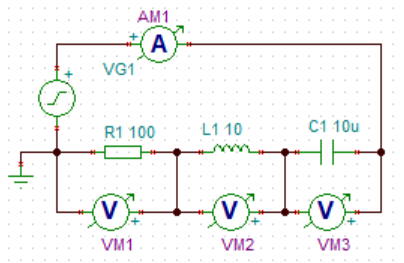 AM1
+
A
VG1
+
R1 100
L1 10
C1 10u
V
+
V
+
V
+
VM1
VM2
VM3